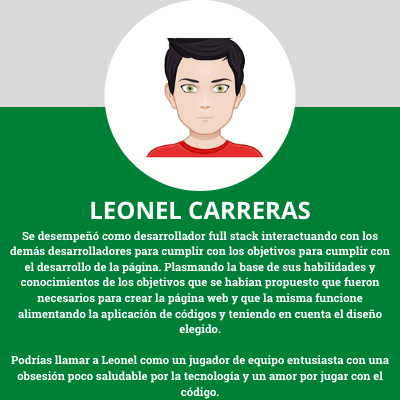 LEONEL CARRERAS
Se desempeñó como desarrollador full stack interactuando con los
demás desarrolladores para cumplir con los objetivos para cumplir con
el desarrollo de la página. Plasmando la base de sus habilidades y
conocimientos de los objetivos que se habían propuesto que fueron
necesarios para crear la página web y que la misma funcione
alimentando la aplicación de códigos y teniendo en cuenta el diseño
elegido.
Podrías llamar a Leonel como un jugador de equipo entusiasta con una
obsesión poco saludable por la tecnología y un amor por jugar con el
código.